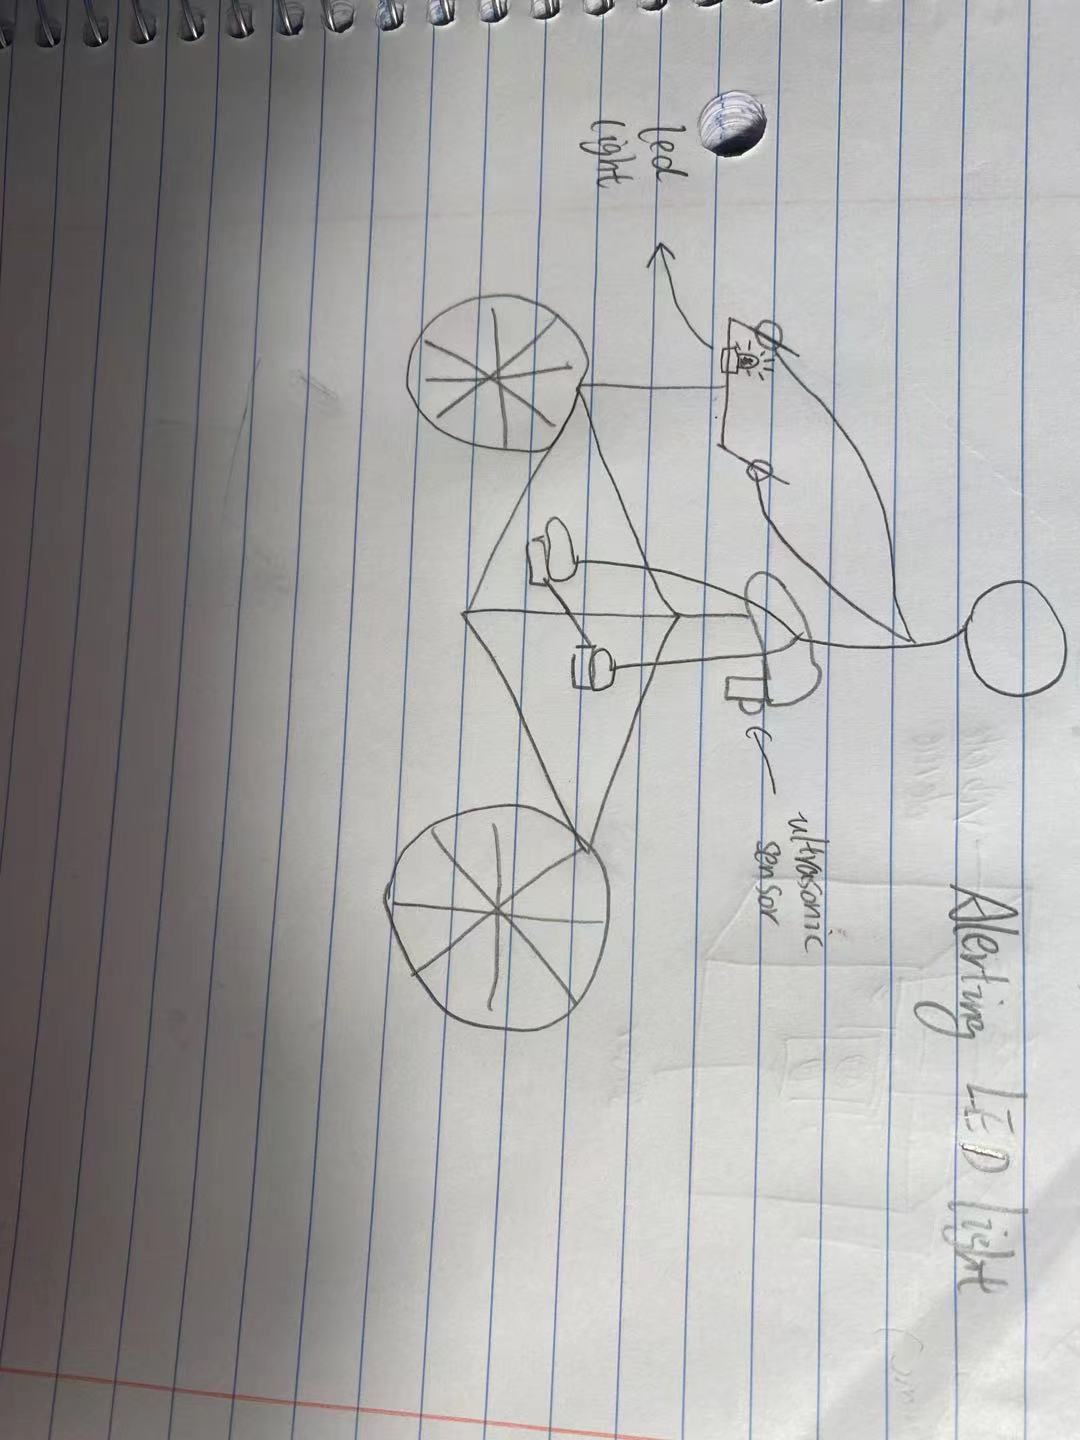 Alerting LED light
ultrasonic
sensor
led
light